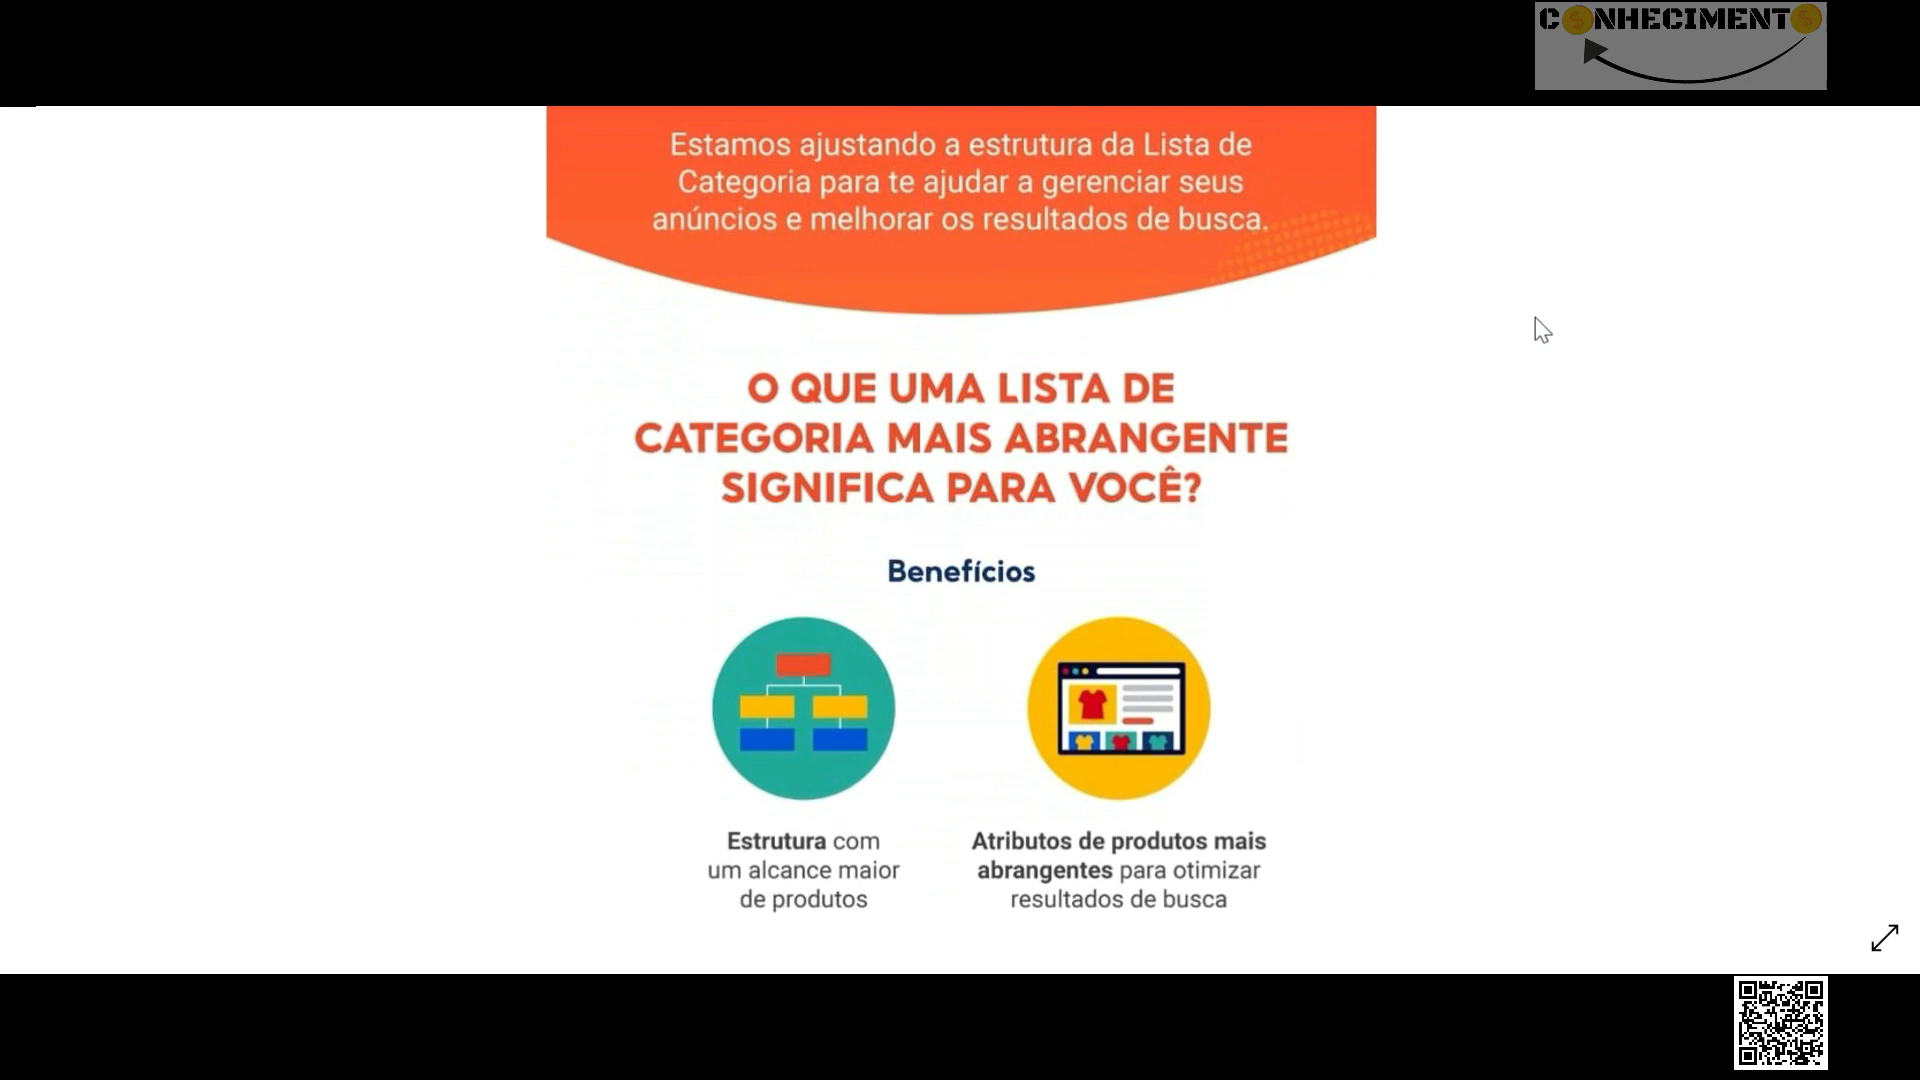 CONHECIMENTO
Estamos ajustando a estrutura da Lista de
Categoria para te ajudar a gerenciar seus
anúncios e melhorar os resultados de busca.
O QUE UMA LISTA DE
CATEGORIA MAIS ABRANGENTE
SIGNIFICA PARA VOCÊ?
Benefícios
Estrutura com
um alcance maior
de produtos
Atributos de produtos mais
abrangentes para otimizar
resultados de busca